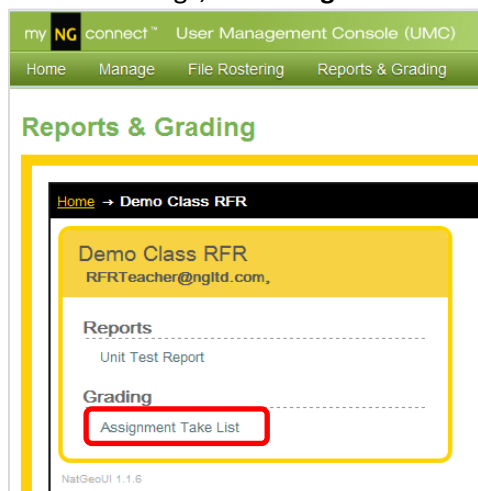 my NG connect™ User Management Console (UMC)
Home Manage File Rostering Reports & Grading
Reports & Grading
Home → Demo Class RFR
Demo Class RFR
RFRTeacher@ngltd.com,
Reports
Unit Test Report
Grading
Assignment Take List
NatGeoUI 1.1.6